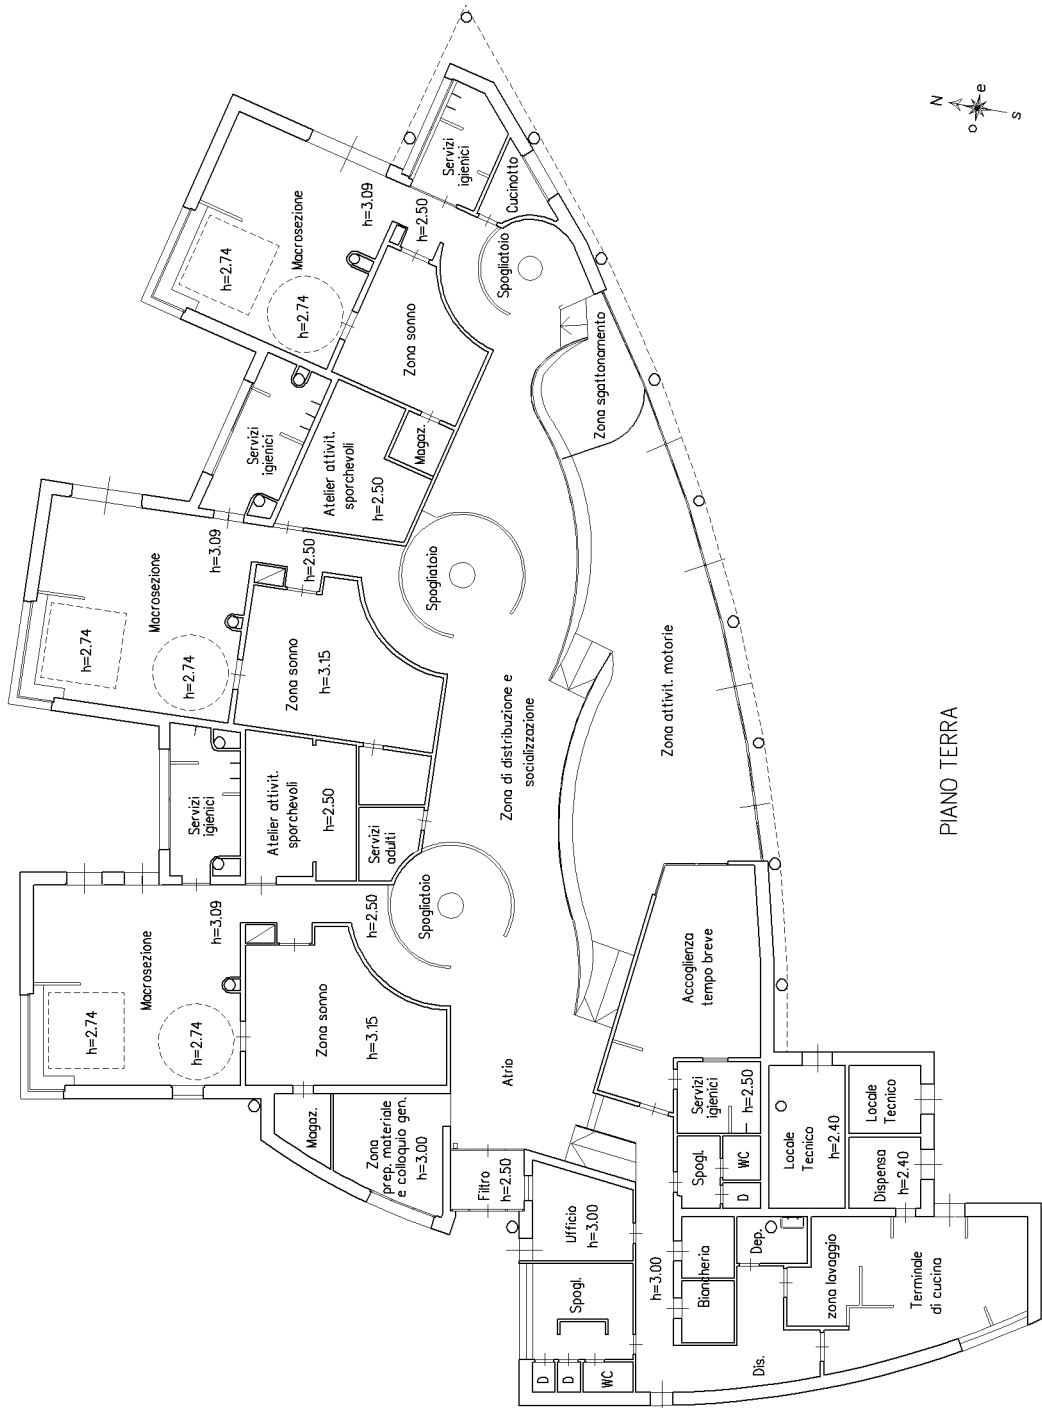 N
e
o
s
PIANO TERRA
Servizi
igienici
Cucinotto
Macrosezione
h=2.74
h=2.74
h=3.09
h=2.50
Spogliatoio
Zona sonno
Zona sgattonamento
Servizi
igienici
Atelier attivit.
sporchevoli
h=2.50
Magaz.
Macrosezione
h=2.74
h=2.74
h=3.09
h=2.50
Spogliatoio
Zona sonno
h=3.15
Zona di distribuzione e
socializzazione
Zona attivit. motorie
Servizi
igienici
Atelier attivit.
sporchevoli
h=2.50
Servizi
adulti
Macrosezione
h=2.74
h=2.74
h=3.09
h=2.50
Spogliatoio
Zona sonno
h=3.15
Accoglienza
tempo breve
Atrio
Magaz.
Zona
prep. materiale
e colloquio gen.
h=3.00
Filtro
h=2.50
Servizi
igienici
h=2.50
Spogl.
WC
D
Locale
Tecnico
h=2.40
Locale
Tecnico
Dispensa
h=2.40
Ufficio
h=3.00
Spogl.
D
D
WC
h=3.00
Biancheria
Dep.
zona lavaggio
Terminale
di cucina
Dis.